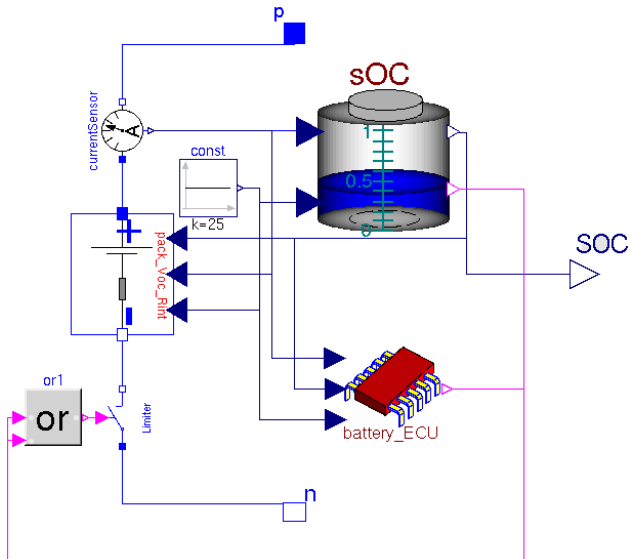 p
sOC
currentSensor
A
1
const
0.5
k=25
0
SOC
+
pack_Voc_Rint
-
or1
or
Limiter
battery_ECU
n